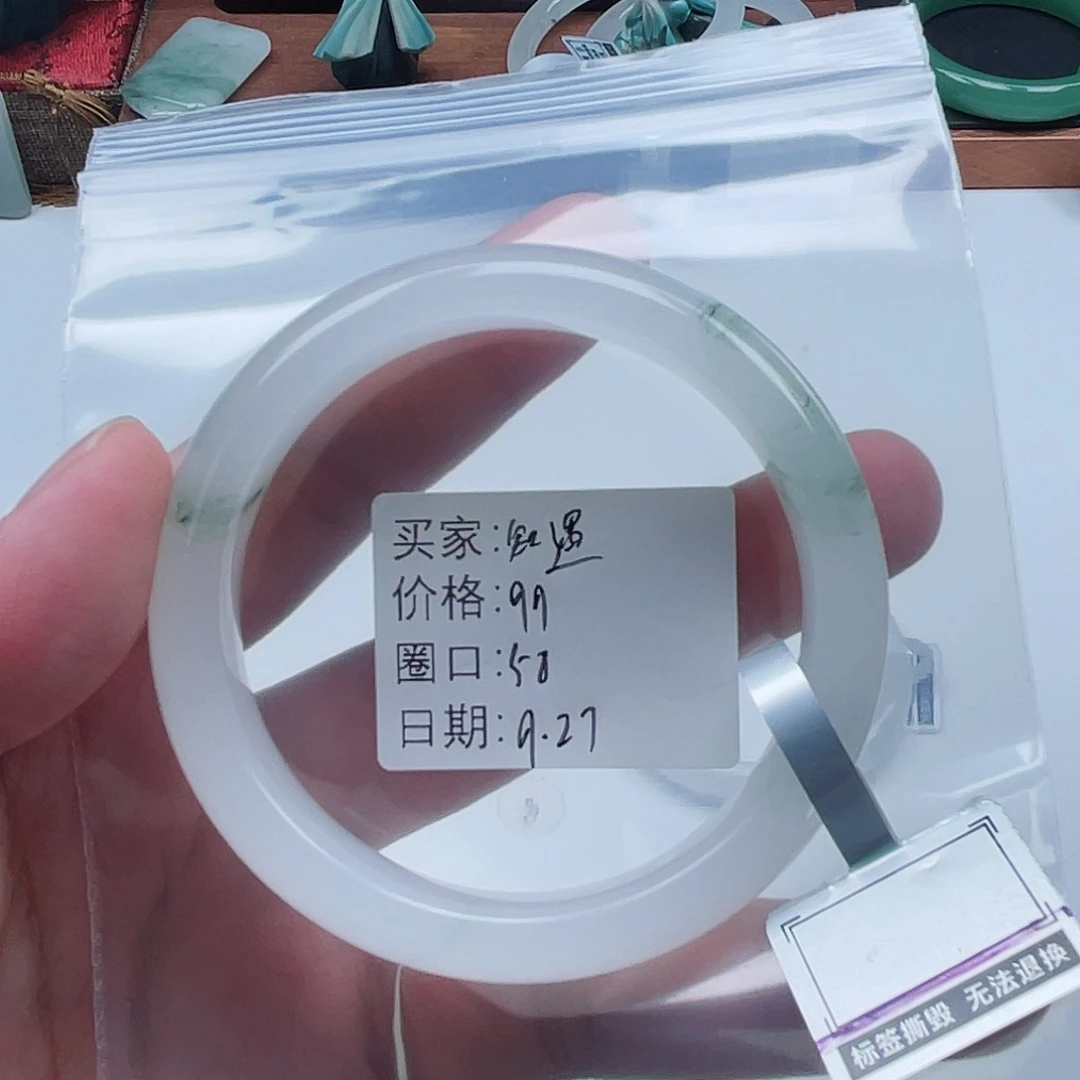 买家:红遇
价格:99
圈口:58
日期:9.27
标签撕毁 无法退换